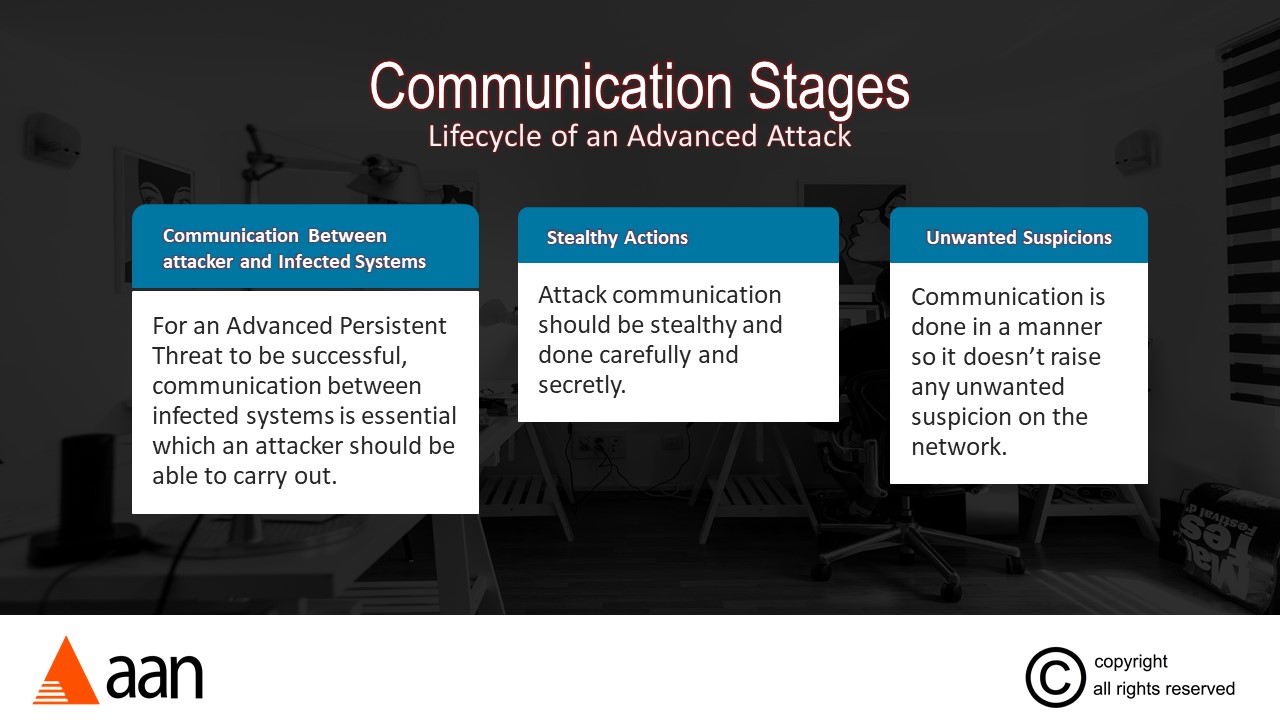 Communication Stages
Lifecycle of an Advanced Attack
Communication Between
attacker and Infected Systems
For an Advanced Persistent
Threat to be successful,
communication between
infected systems is essential
which an attacker should be
able to carry out.
Stealthy Actions
Attack communication
should be stealthy and
done carefully and
secretly.
Unwanted Suspicions
Communication is
done in a manner
so it doesn’t raise
any unwanted
suspicion on the
network.
Festival d'
aan
©
copyright
all rights reserved